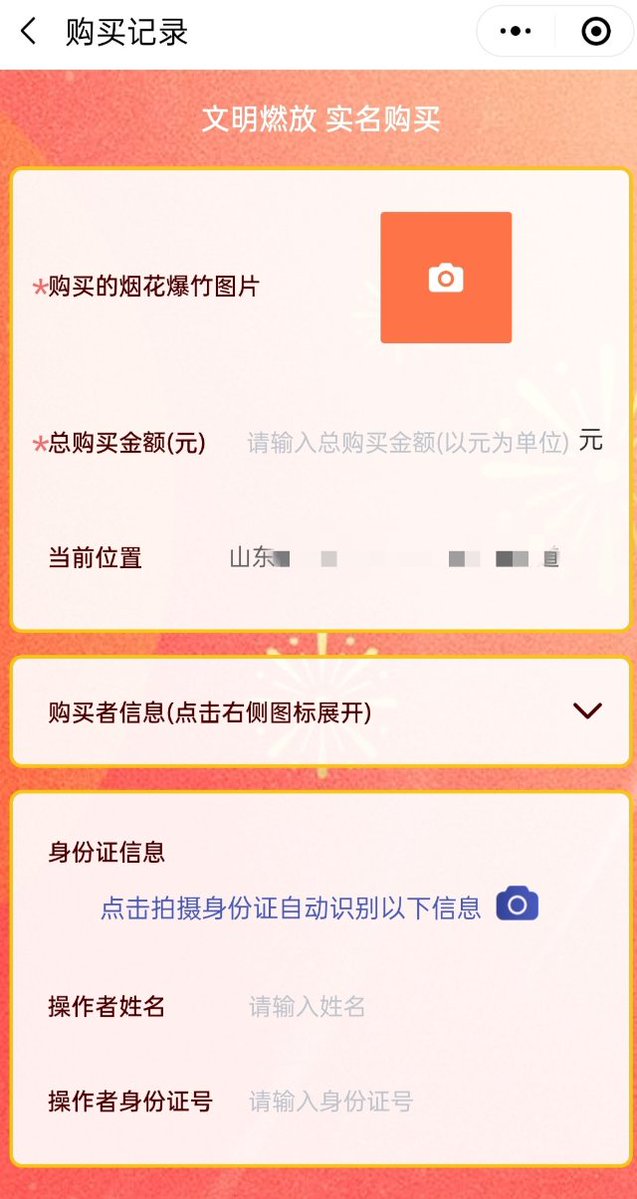 购买记录
文明燃放 实名购买
*购买的烟花爆竹图片
*总购买金额(元) 请输入总购买金额(以元为单位) 元
当前位置 山东
购买者信息(点击右侧图标展开)
身份证信息
点击拍摄身份证自动识别以下信息
操作者姓名 请输入姓名
操作者身份证号 请输入身份证号